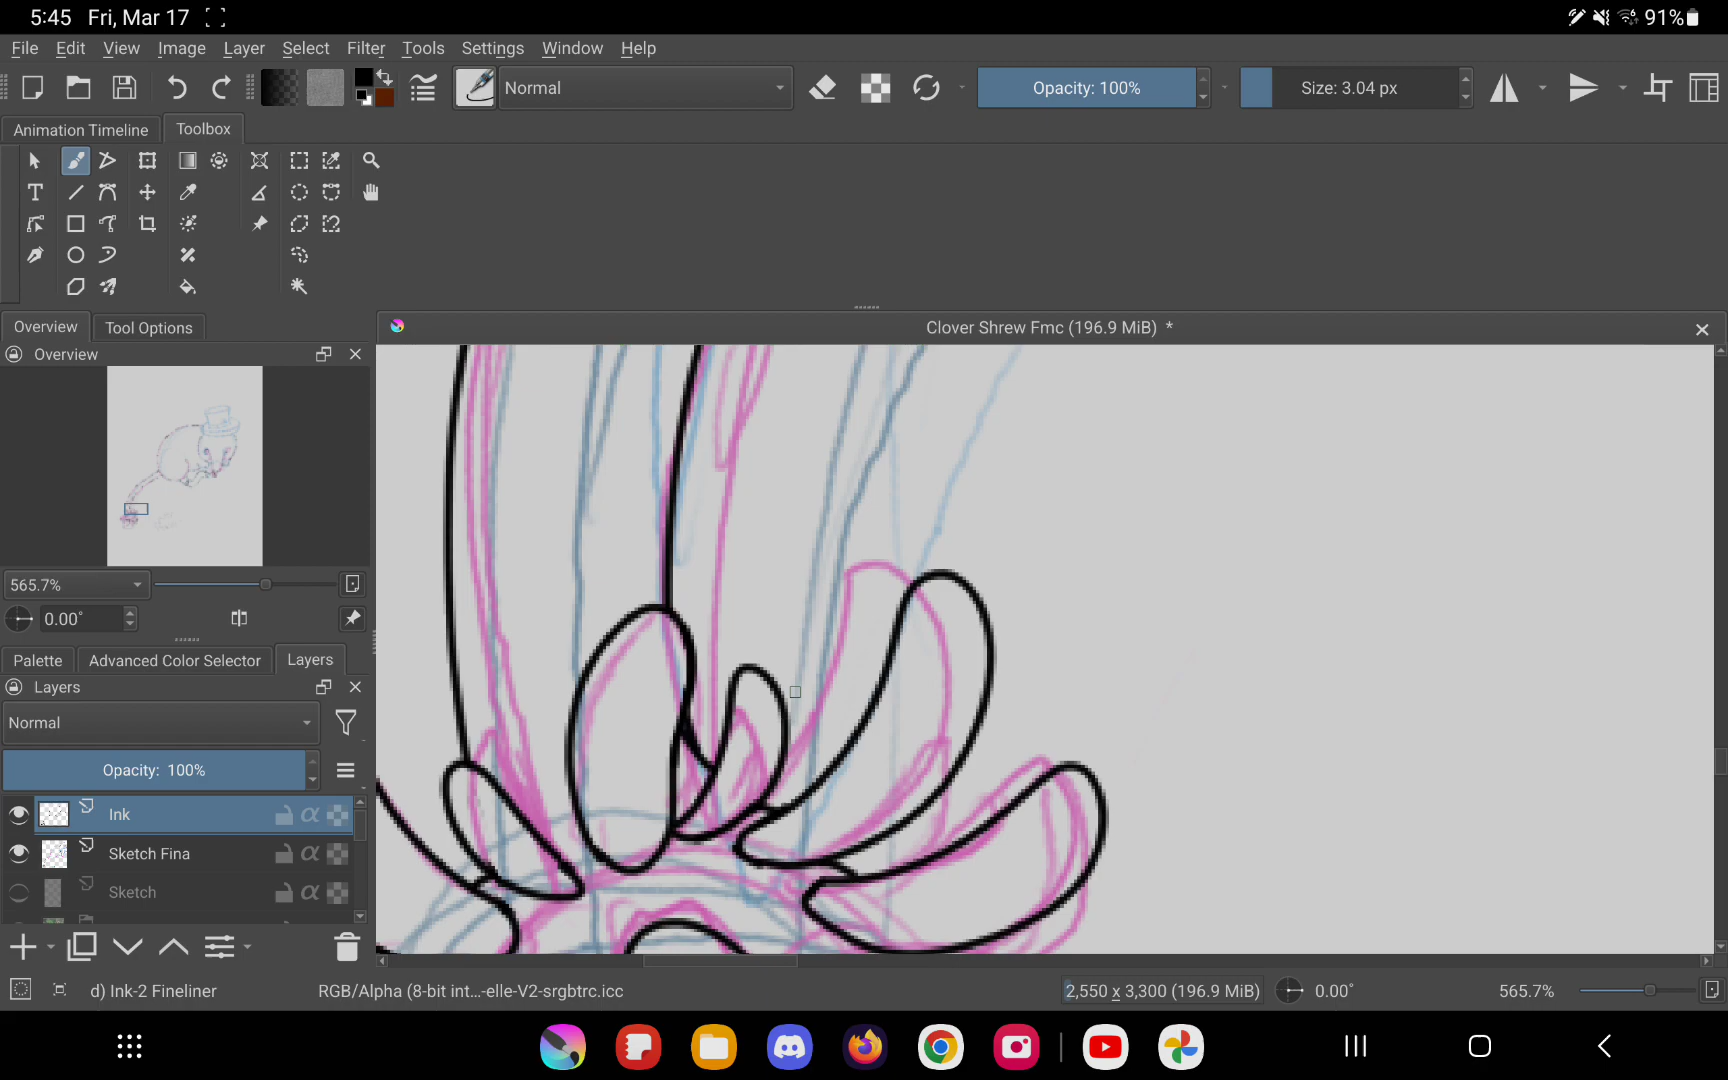 5:45 Fri, Mar 17 91%
File Edit View Image Layer Select Filter Tools Settings Window Help
Normal Opacity: 100% Size: 3.04 px
Animation Timeline Toolbox
Overview Tool Options
Clover Shrew Fmc (196.9 MiB) *
Overview
565.7%
0.00°
Palette Advanced Color Selector Layers
Layers
Normal
Opacity: 100%
Ink
Sketch Fina
Sketch
d) Ink-2 Fineliner RGB/Alpha (8-bit int...-elle-V2-srgbtrc.icc 2,550 x 3,300 (196.9 MiB) 0.00° 565.7%